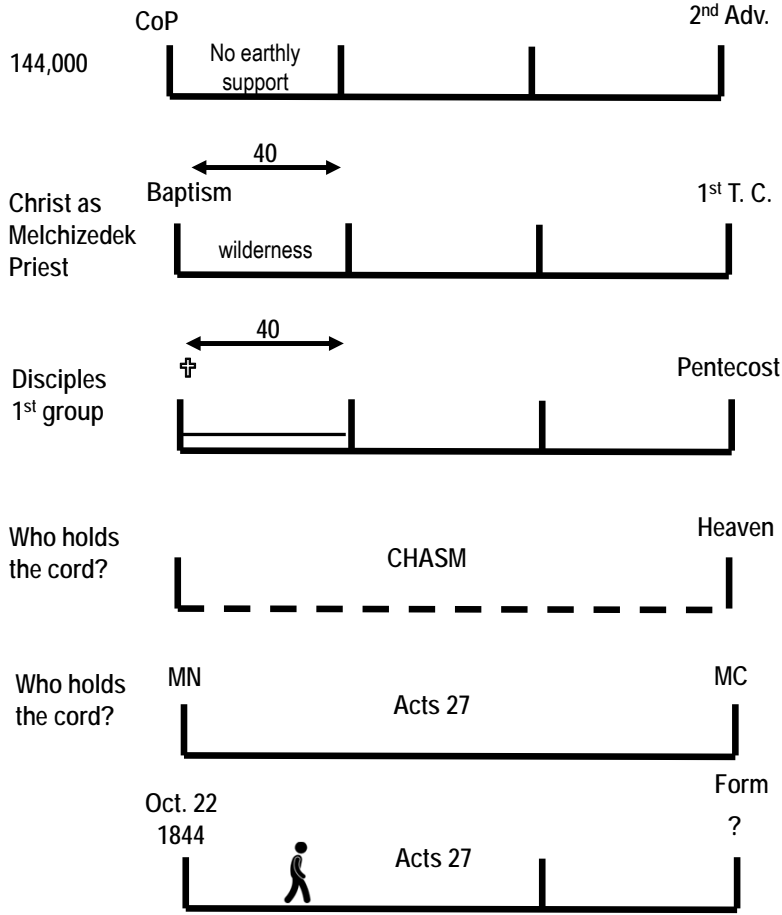 CoP
2nd Adv.
144,000
No earthly
support
40
Baptism
1st T. C.
Christ as
Melchizedek
Priest
wilderness
40
Pentecost
Disciples
1st group
Heaven
Who holds
the cord?
CHASM
MN
MC
Who holds
the cord?
Acts 27
Form
Oct. 22
1844
?
Acts 27